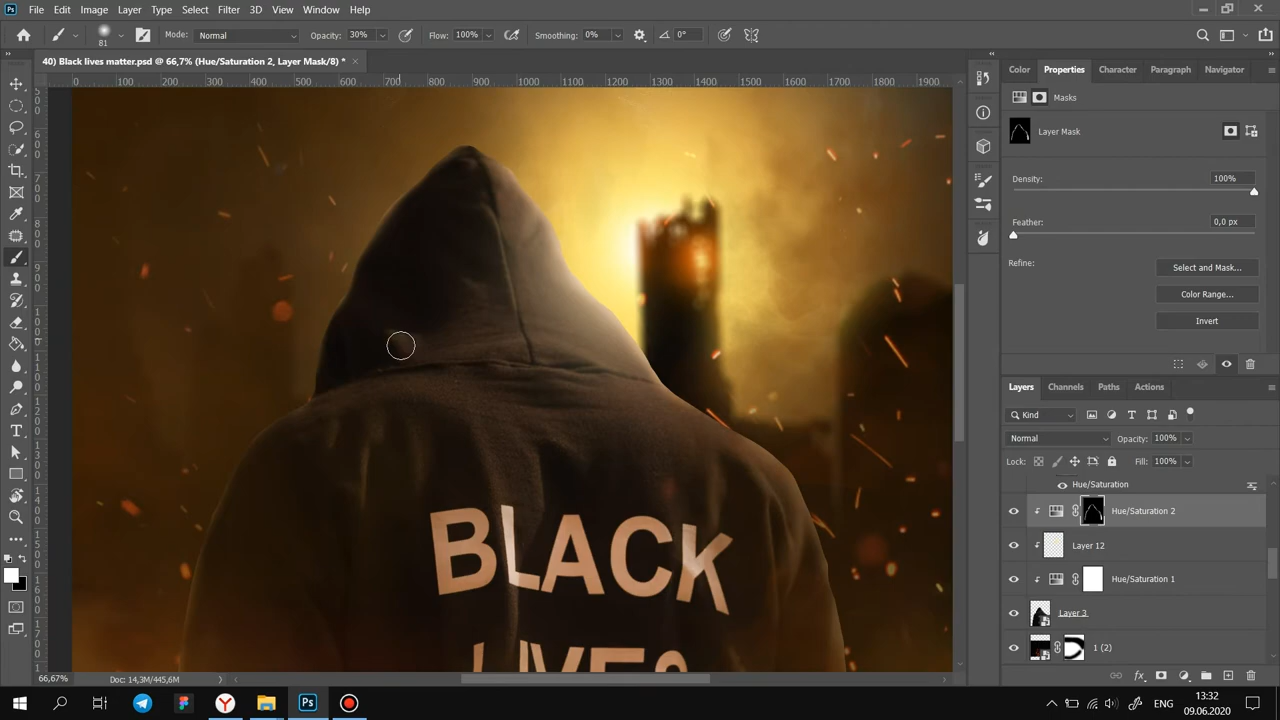 Ps File Edit Image Layer Type Select Filter 3D View Window Help
81 Mode: Normal Opacity: 30% Flow: 100% Smoothing: 0% 0°
40) Black lives matter.psd @ 66,7% (Hue/Saturation 2, Layer Mask/8) * ×
0 100 200 300 400 500 600 700 800 900 1000 1100 1200 1300 1400 1500 1600 1700 1800 1900
Color Properties Character Paragraph Navigator
Masks
Layer Mask
Density: 100%
Feather: 0,0 px
Refine: Select and Mask...
Color Range...
Invert
Layers Channels Paths Actions
Kind
Normal Opacity: 100%
Lock: Fill: 100%
Hue/Saturation
Hue/Saturation 2
Layer 12
Hue/Saturation 1
Layer 3
1 (2)
BLACK
66,67% Doc: 14,3M/445,6M
ENG 13:32
09.06.2020